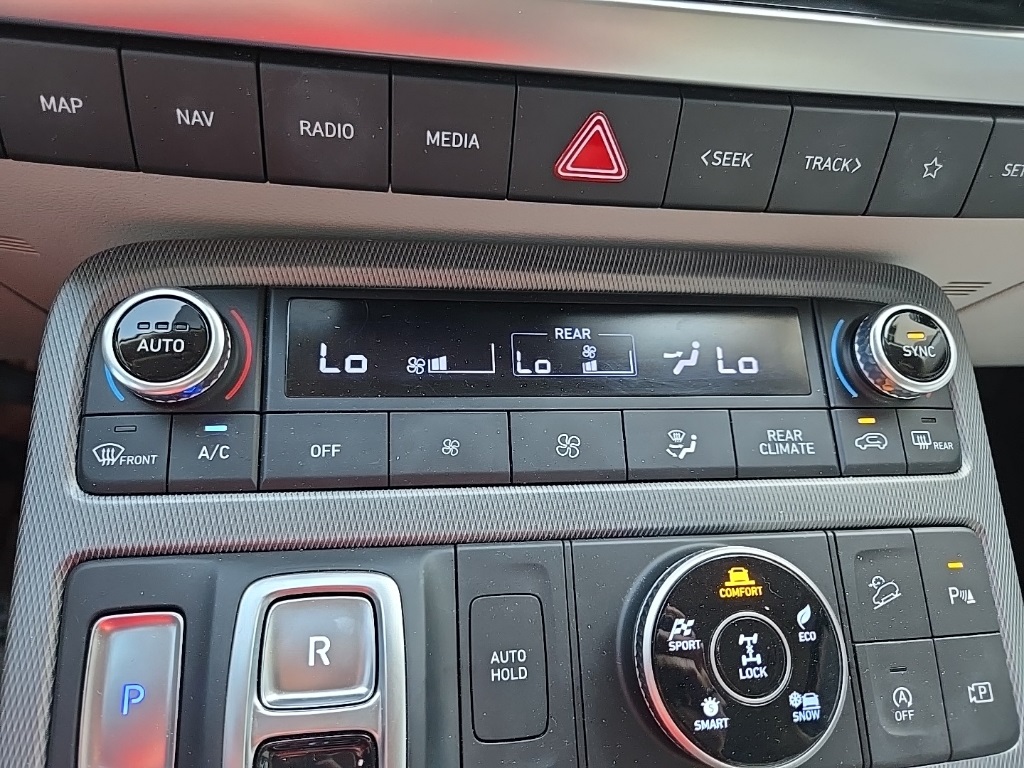 MAP
NAV
RADIO
MEDIA
<SEEK
TRACK>
AUTO
Lo
REAR
Lo
Lo
SYNC
FRONT
A/C
OFF
REAR
CLIMATE
REAR
P
R
AUTO
HOLD
COMFORT
SPORT
ECO
LOCK
SMART
SNOW
P
A
OFF
P